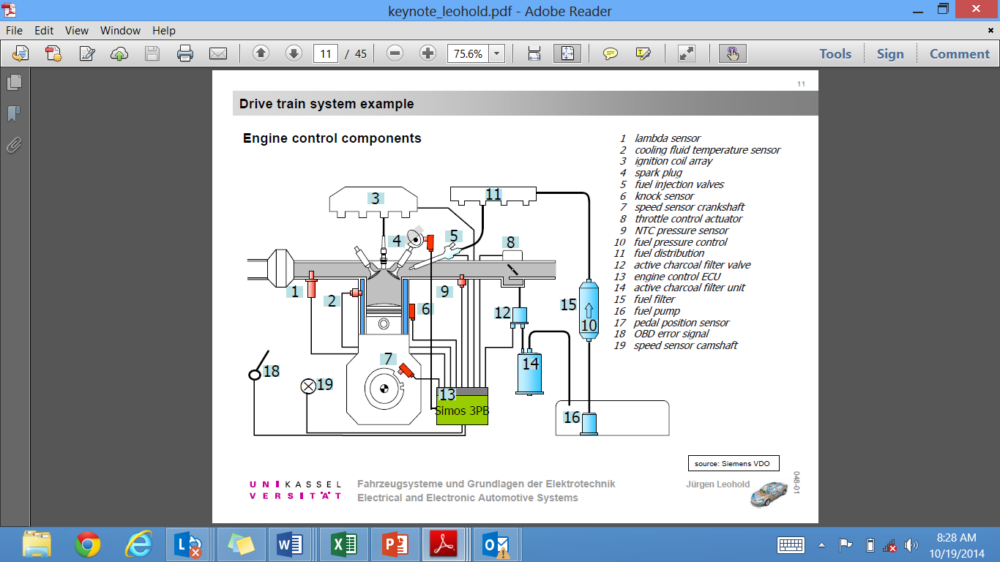 keynote_leohold.pdf - Adobe Reader
File Edit View Window Help
11 / 45 75.6% Tools Sign Comment
11
Drive train system example
Engine control components
1 lambda sensor
2 cooling fluid temperature sensor
3 ignition coil array
4 spark plug
5 fuel injection valves
6 knock sensor
7 speed sensor crankshaft
8 throttle control actuator
9 NTC pressure sensor
10 fuel pressure control
11 fuel distribution
12 active charcoal filter valve
13 engine control ECU
14 active charcoal filter unit
15 fuel filter
16 fuel pump
17 pedal position sensor
18 OBD error signal
19 speed sensor camshaft
3
11
4
5
8
1
2
9
6
12
15
10
7
14
18
19
13
Simos 3PB
16
source: Siemens VDO
UNIKASSEL
VERSITÄT
Fahrzeugsysteme und Grundlagen der Elektrotechnik
Electrical and Electronic Automotive Systems
Jürgen Leohold
048-01
8:28 AM
10/19/2014